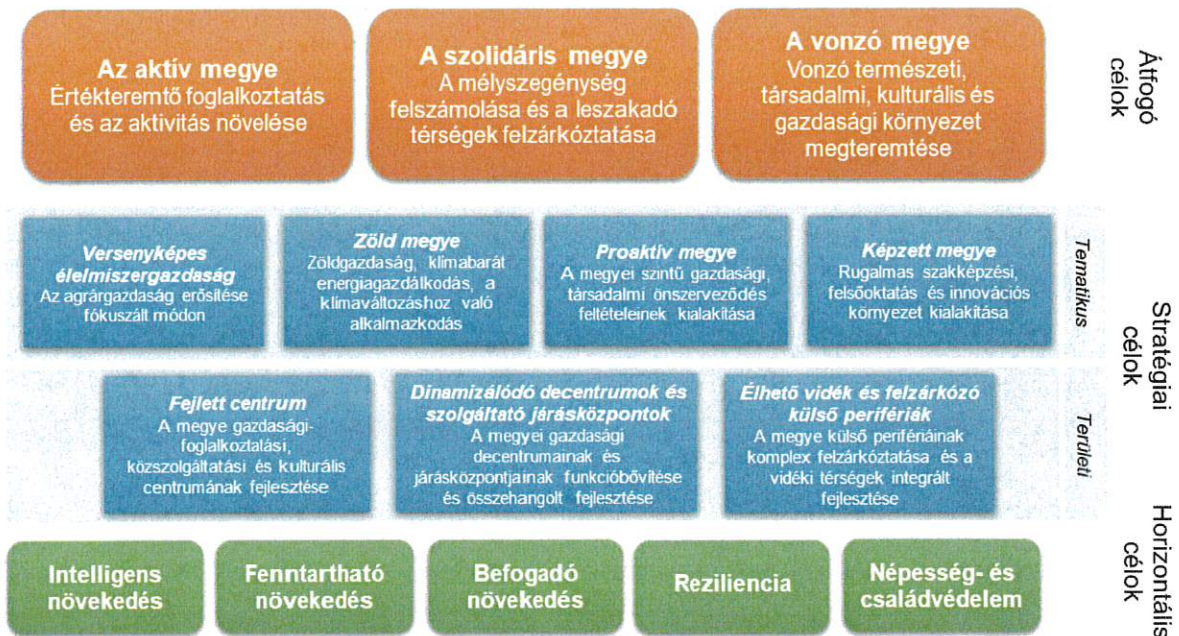 Az aktív megye
Értékteremtő foglalkoztatás
és az aktivitás növelése
A szolidáris megye
A mélyszegénység
felszámolása és a leszakadó
térségek felzárkóztatása
A vonzó megye
Vonzó természeti,
társadalmi, kulturális és
gazdasági környezet
megteremtése
Átfogó
célok
Versenyképes
élelmiszergazdaság
Az agrárgazdaság erősítése
fókuszált módon
Zöld megye
Zöldgazdaság, klímabarát
energiagazdálkodás, a
klímaváltozáshoz való
alkalmazkodás
Proaktív megye
A megyei szintű gazdasági,
társadalmi önszerveződés
feltételeinek kialakítása
Képzett megye
Rugalmas szakképzési,
felsőoktatás és innovációs
környezet kialakítása
Tematikus
Stratégiai
célok
Fejlett centrum
A megye gazdasági-
foglalkoztatási,
közszolgáltatási és kulturális
centrumának fejlesztése
Dinamizálódó decentrumok és
szolgáltató járásközpontok
A megyei gazdasági
decentrumainak és
járásközpontjainak funkcióbővítése
és összehangolt fejlesztése
Élhető vidék és felzárkózó
külső perifériák
A megye külső perifériáinak
komplex felzárkóztatása és a
vidéki térségek integrált
fejlesztése
Területi
Intelligens
növekedés
Fenntartható
növekedés
Befogadó
növekedés
Reziliencia
Népesség- és
családvédelem
Horizontális
célok